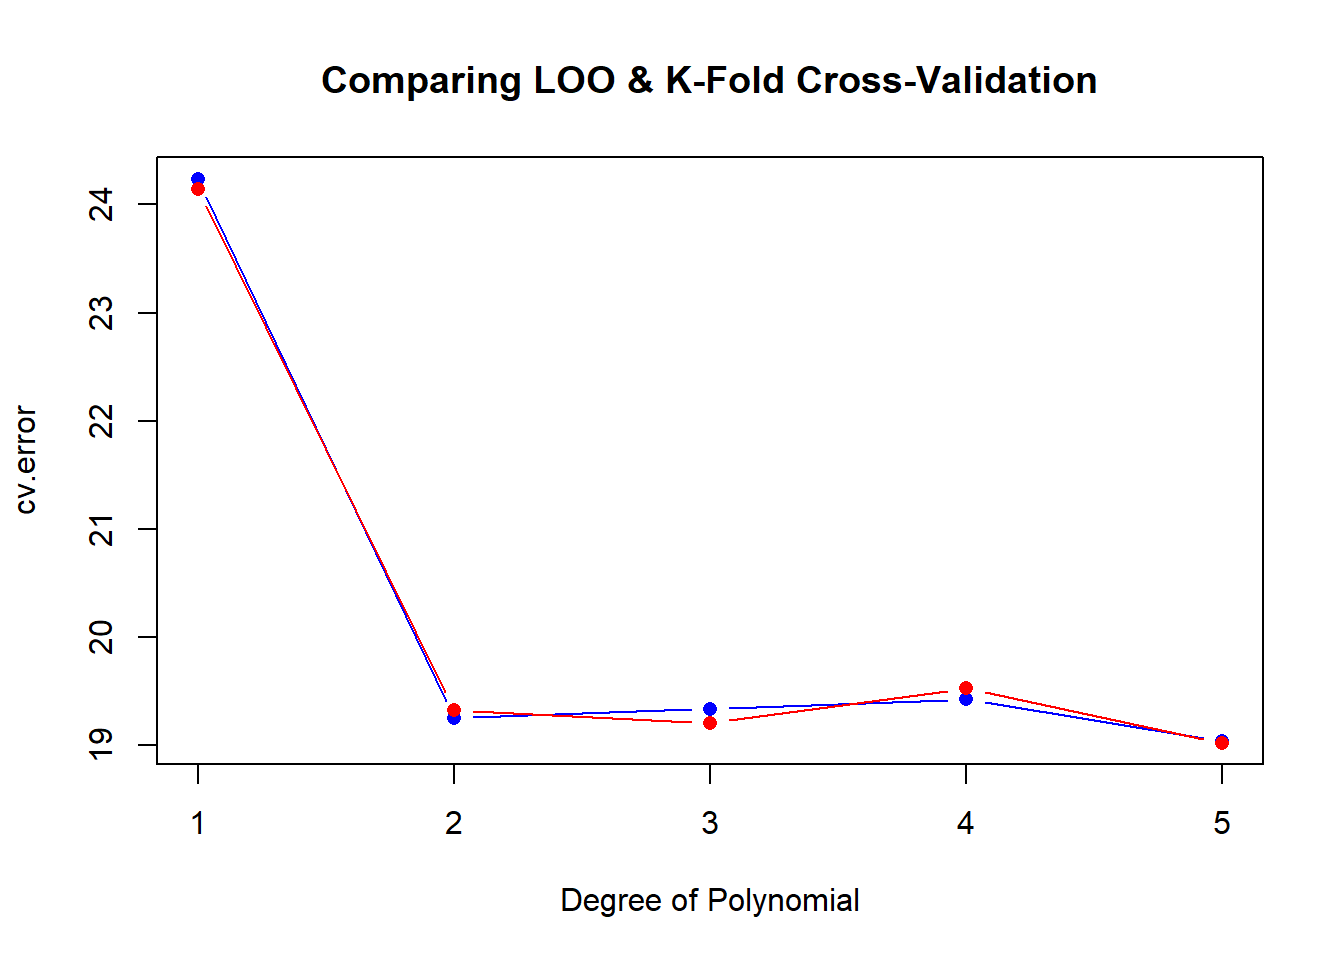 Comparing LOO & K-Fold Cross-Validation
24
23
22
21
20
19
cv.error
1 2 3 4 5
Degree of Polynomial